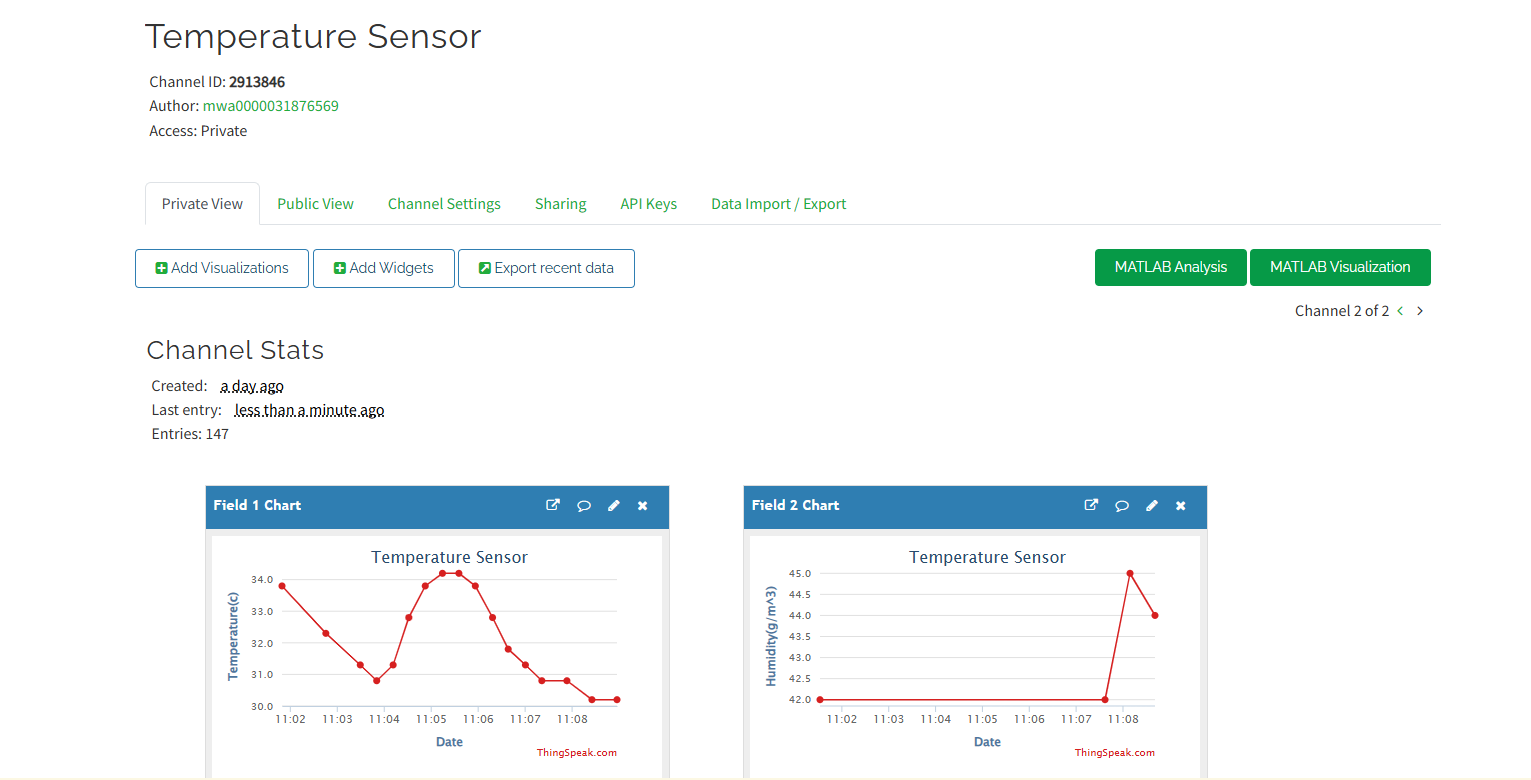 Temperature Sensor
Channel ID: 2913846
Author: mwa0000031876569
Access: Private
Private View Public View Channel Settings Sharing API Keys Data Import / Export
Add Visualizations Add Widgets Export recent data MATLAB Analysis MATLAB Visualization
Channel 2 of 2 < >
Channel Stats
Created: a day ago
Last entry: less than a minute ago
Entries: 147
Field 1 Chart
Temperature Sensor
Temperature(c)
34.0
33.0
32.0
31.0
30.0
11:02 11:03 11:04 11:05 11:06 11:07 11:08
Date
ThingSpeak.com
Field 2 Chart
Temperature Sensor
Humidity(g/m^3)
45.0
44.5
44.0
43.5
43.0
42.5
42.0
11:02 11:03 11:04 11:05 11:06 11:07 11:08
Date
ThingSpeak.com